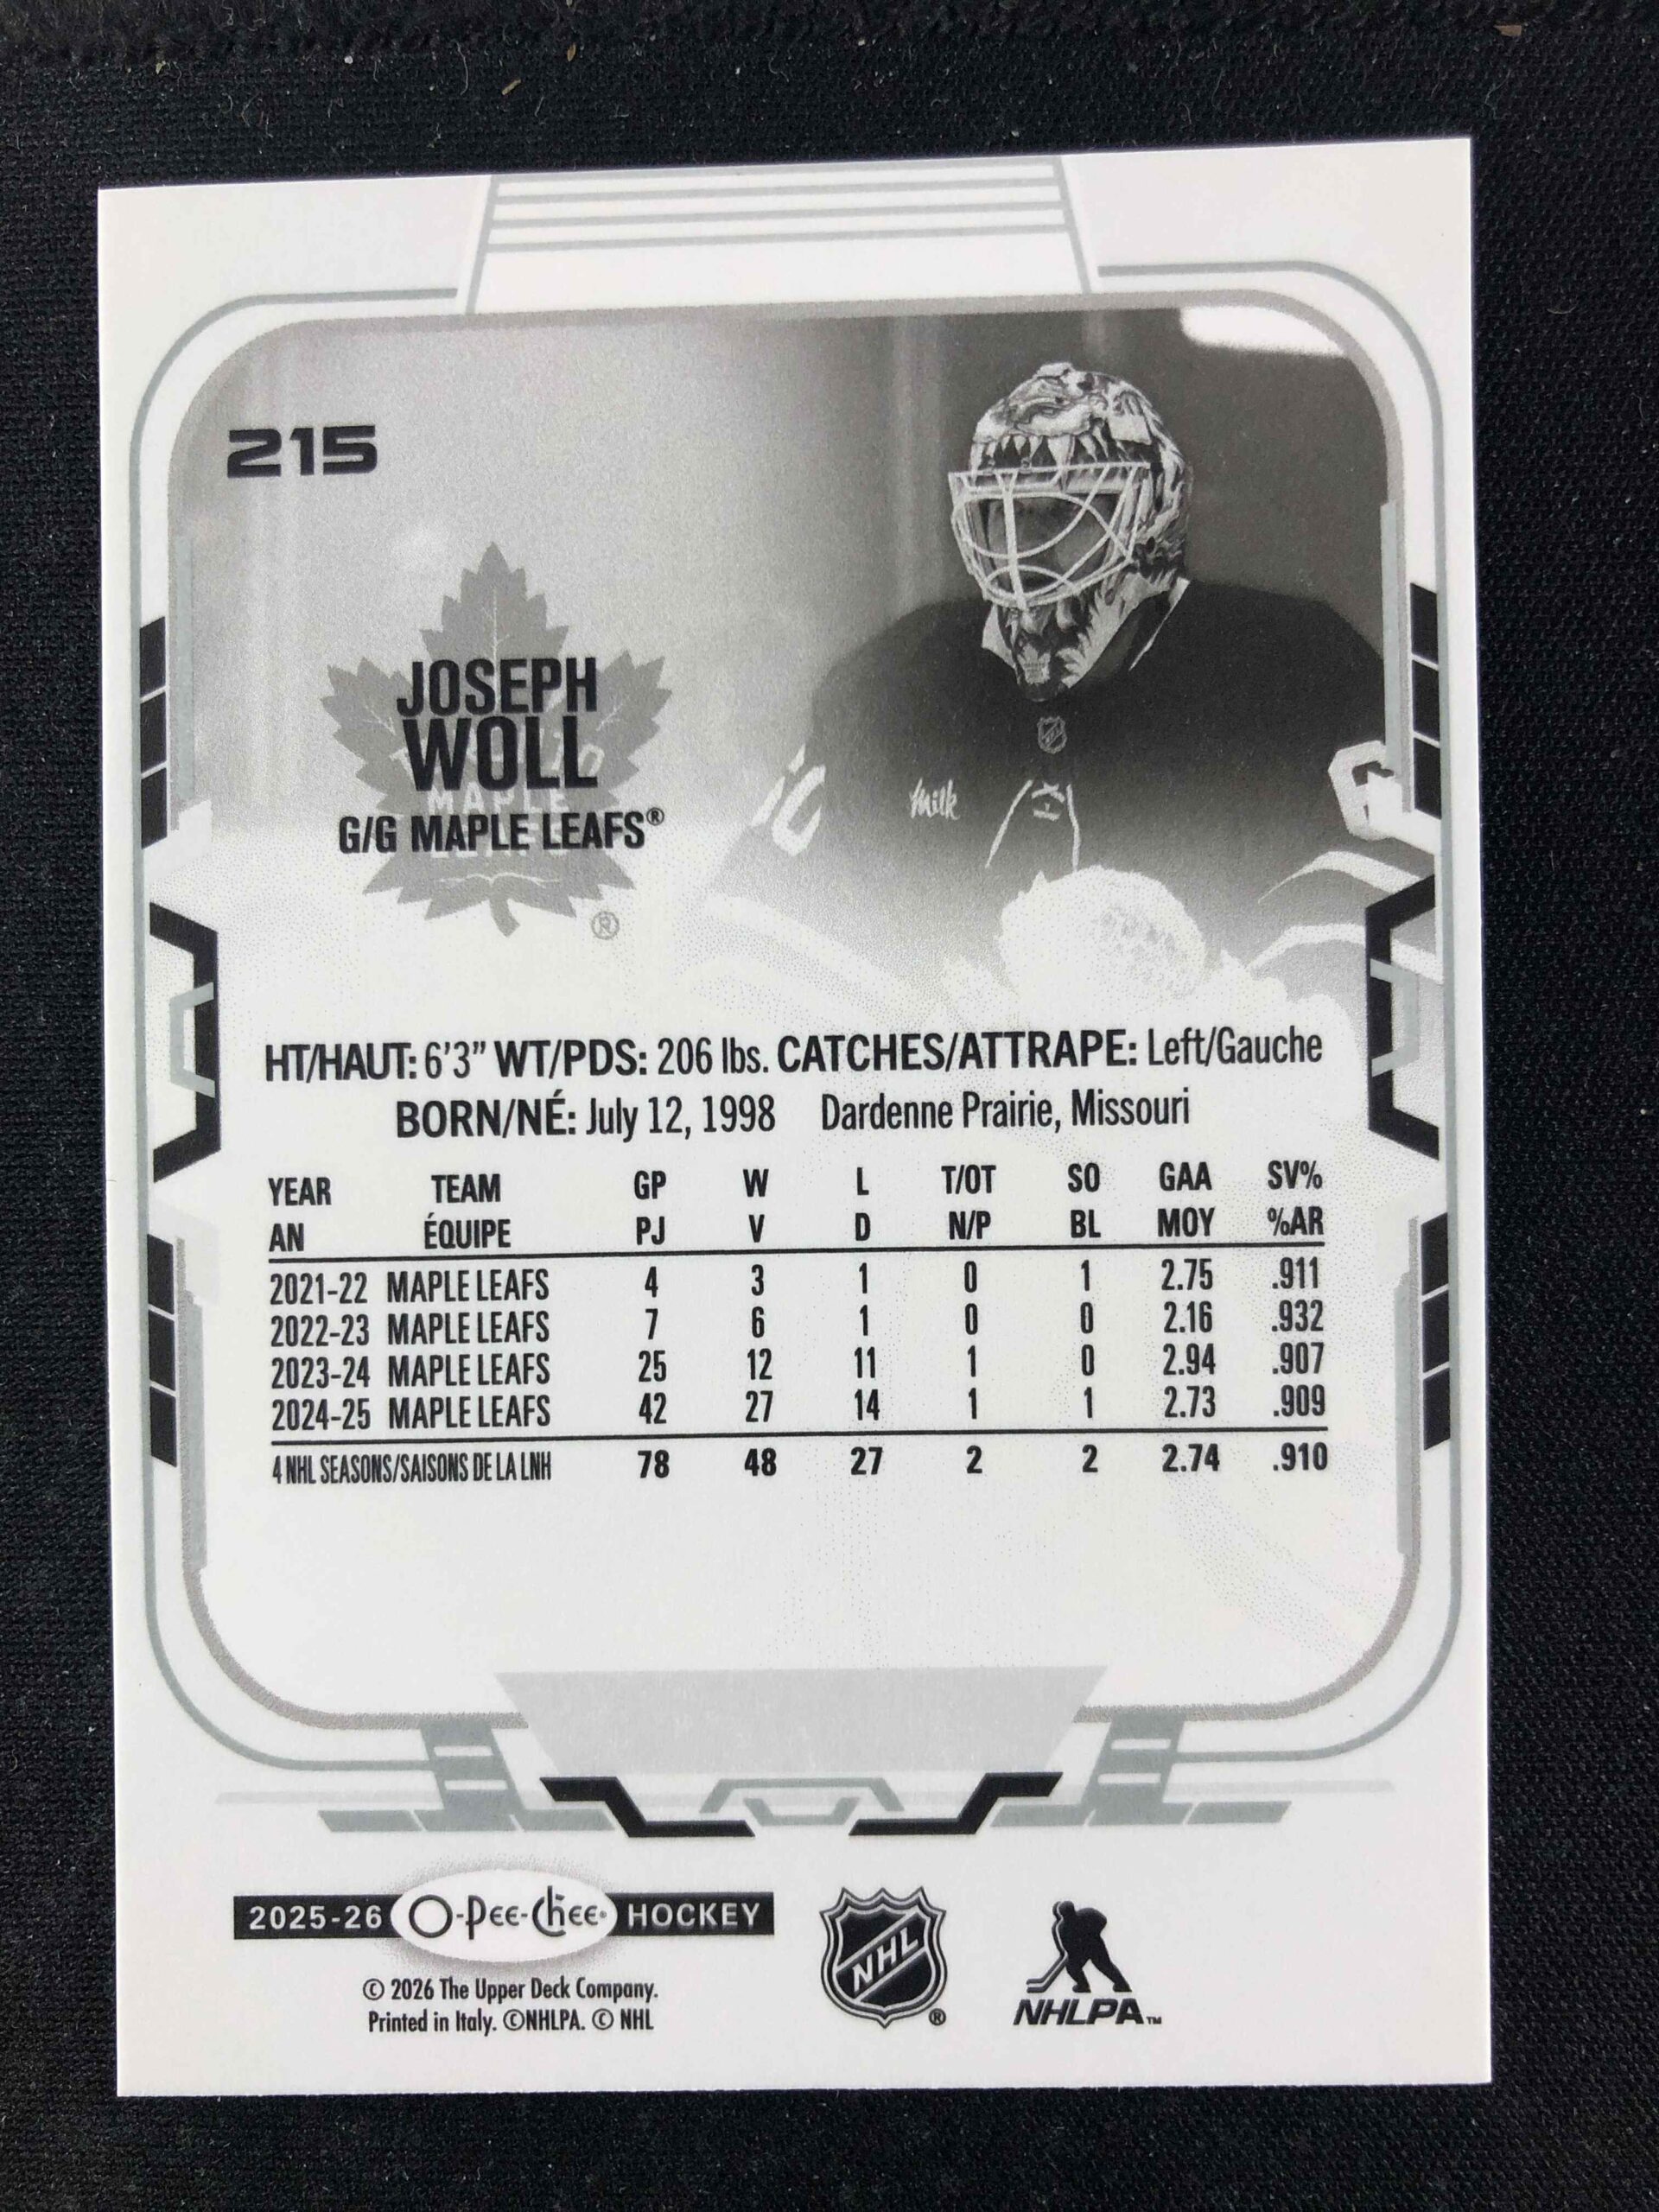 215
JOSEPH
WOLL
G/G MAPLE LEAFS®
Milk
HT/HAUT: 6'3" WT/PDS: 206 lbs. CATCHES/ATTRAPE: Left/Gauche
BORN/NÉ: July 12, 1998 Dardenne Prairie, Missouri
YEAR TEAM GP W L T/OT SO GAA SV%
AN ÉQUIPE PJ V D N/P BL MOY %AR
2021-22 MAPLE LEAFS 4 3 1 0 1 2.75 .911
2022-23 MAPLE LEAFS 7 6 1 0 0 2.16 .932
2023-24 MAPLE LEAFS 25 12 11 1 0 2.94 .907
2024-25 MAPLE LEAFS 42 27 14 1 1 2.73 .909
4 NHL SEASONS/SAISONS DE LA LNH 78 48 27 2 2 2.74 .910
2025-26 O-Pee-Chee® HOCKEY
© 2026 The Upper Deck Company.
Printed in Italy. ©NHLPA. © NHL
NHL ®
NHLPA™